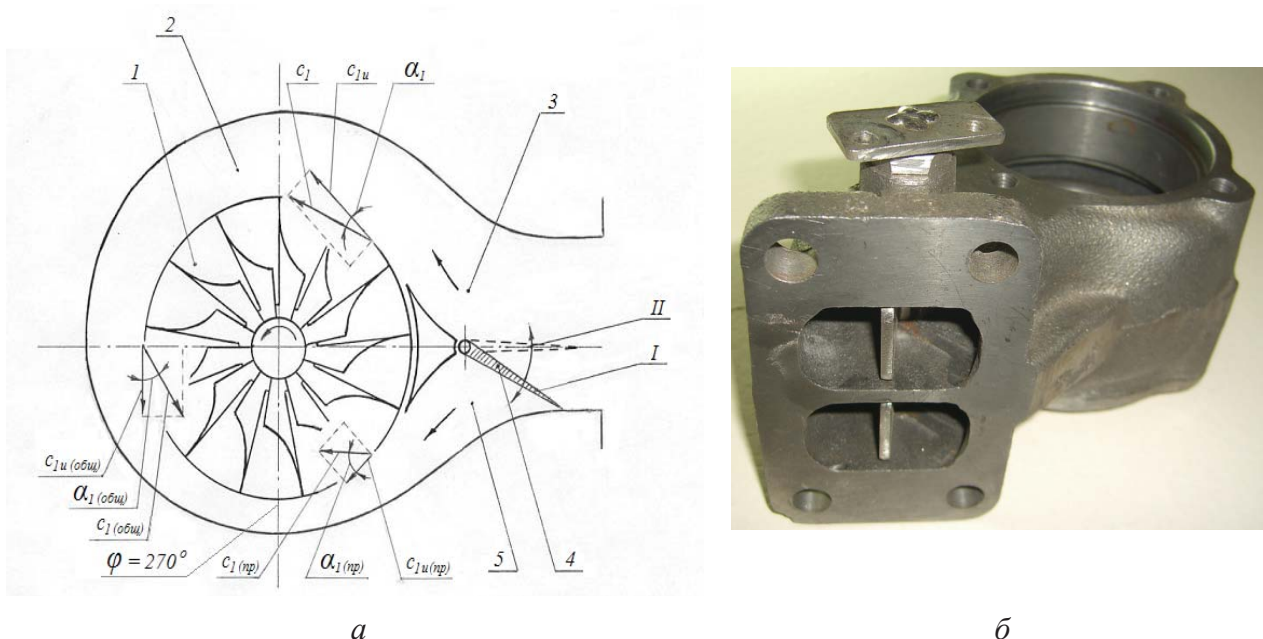 2
1
c1
c1u
α1
3
II
I
c1u (общ)
α1 (общ)
c1 (общ)
φ = 270°
c1 (пр)
α1 (пр)
c1u (пр)
5
4
а
б